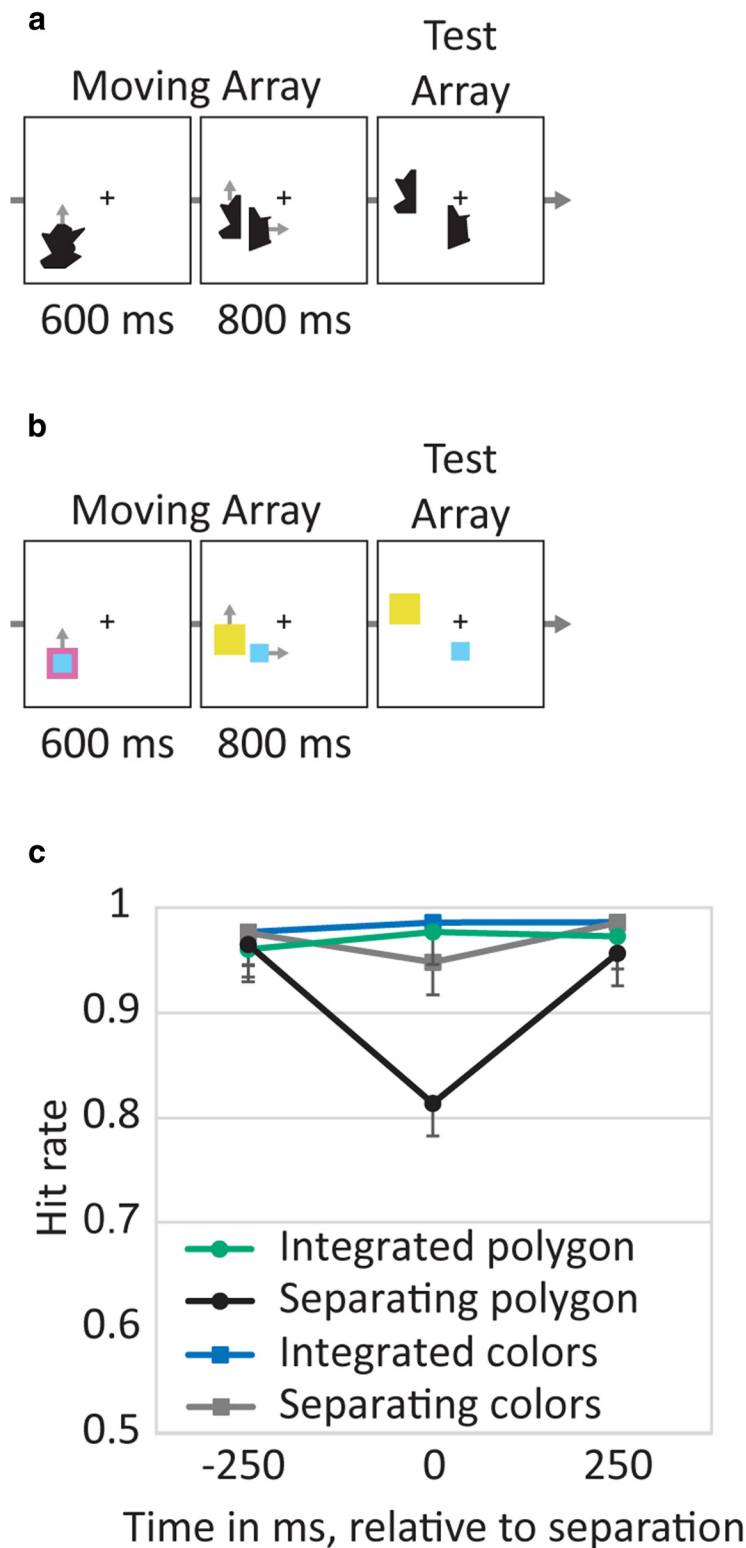 a
Test
Moving Array Array
600 ms 800 ms
b
Test
Moving Array Array
600 ms 800 ms
c
1
0.9
0.8
0.7
0.6
0.5
Hit rate
Integrated polygon
Separating polygon
Integrated colors
Separating colors
-250 0 250
Time in ms, relative to separation